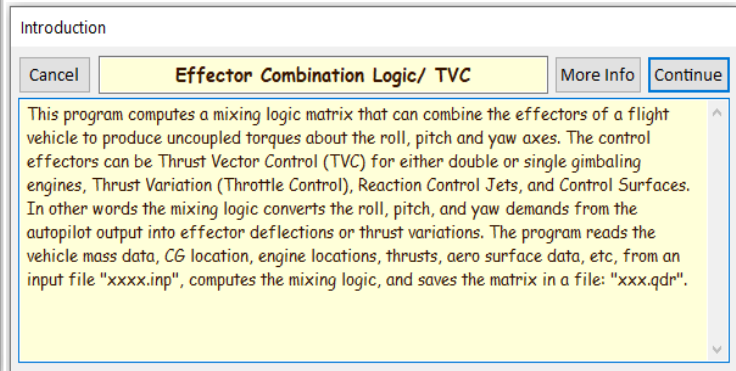 Introduction
Cancel
Effector Combination Logic/ TVC
More Info
Continue
This program computes a mixing logic matrix that can combine the effectors of a flight
vehicle to produce uncoupled torques about the roll, pitch and yaw axes. The control
effectors can be Thrust Vector Control (TVC) for either double or single gimbaling
engines, Thrust Variation (Throttle Control), Reaction Control Jets, and Control Surfaces.
In other words the mixing logic converts the roll, pitch, and yaw demands from the
autopilot output into effector deflections or thrust variations. The program reads the
vehicle mass data, CG location, engine locations, thrusts, aero surface data, etc, from an
input file "xxxx.inp", computes the mixing logic, and saves the matrix in a file: "xxx.qdr".